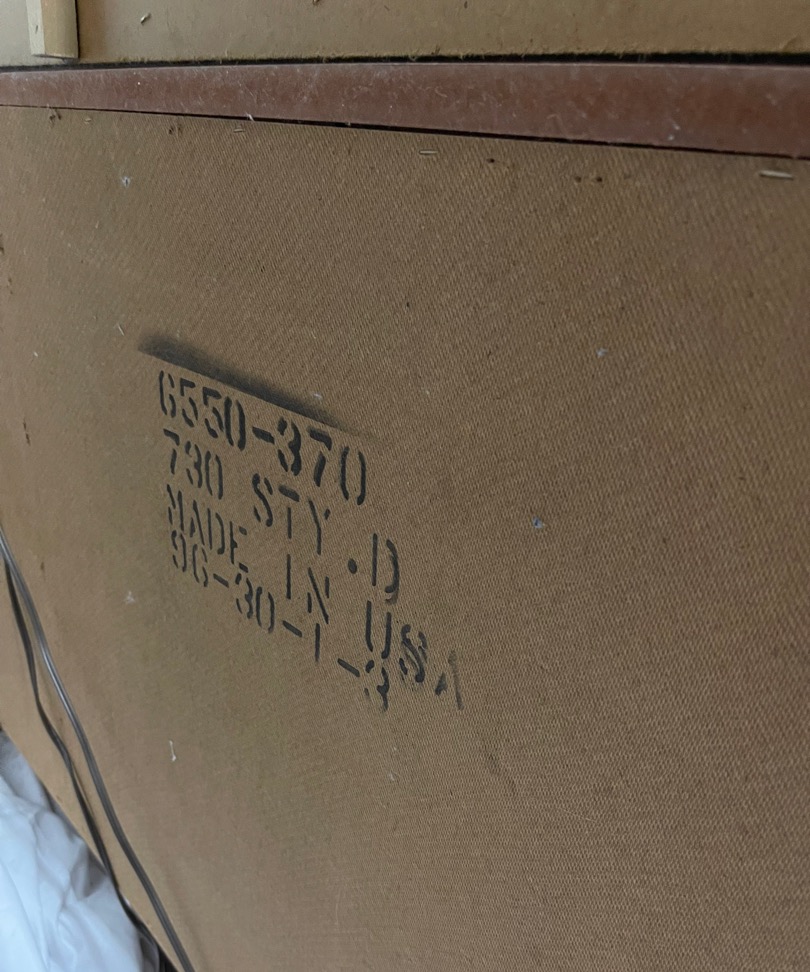 6550-370
730 STY .D
MADE IN USA
96-30-1-3